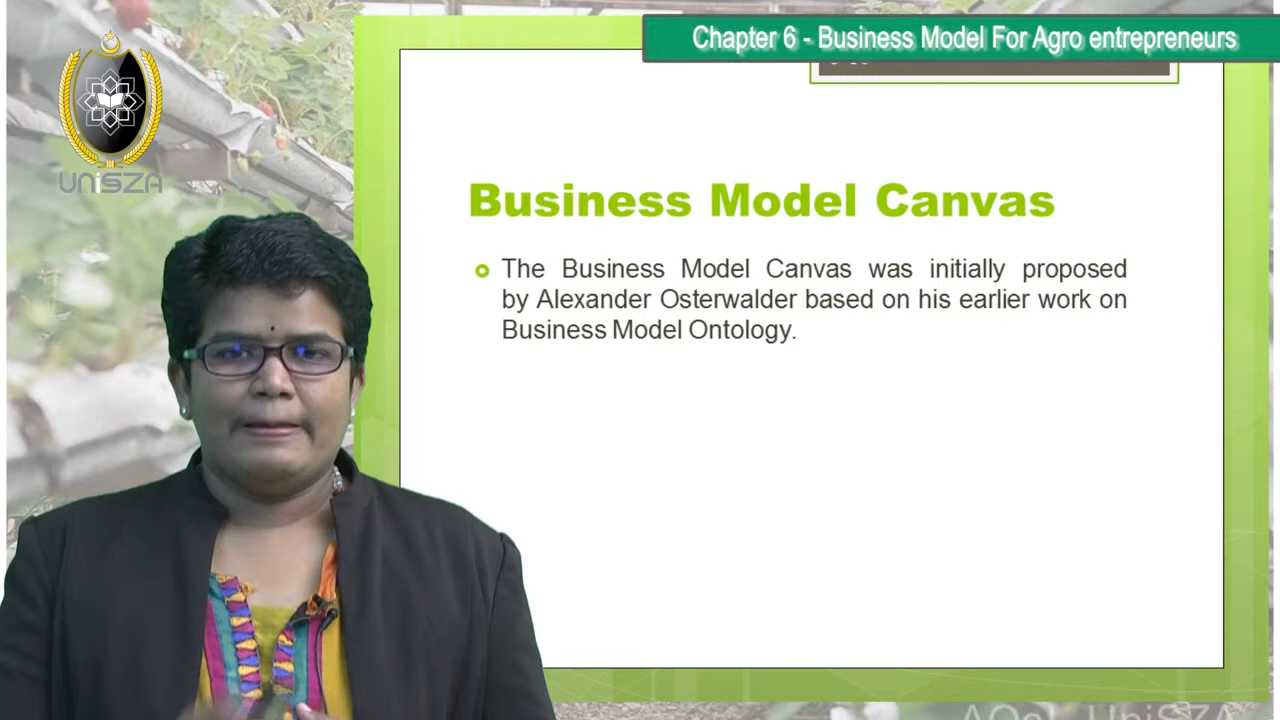 Chapter 6 - Business Model For Agro entrepreneurs
UNiSZA
Business Model Canvas
The Business Model Canvas was initially proposed
by Alexander Osterwalder based on his earlier work on
Business Model Ontology.
UniSZA